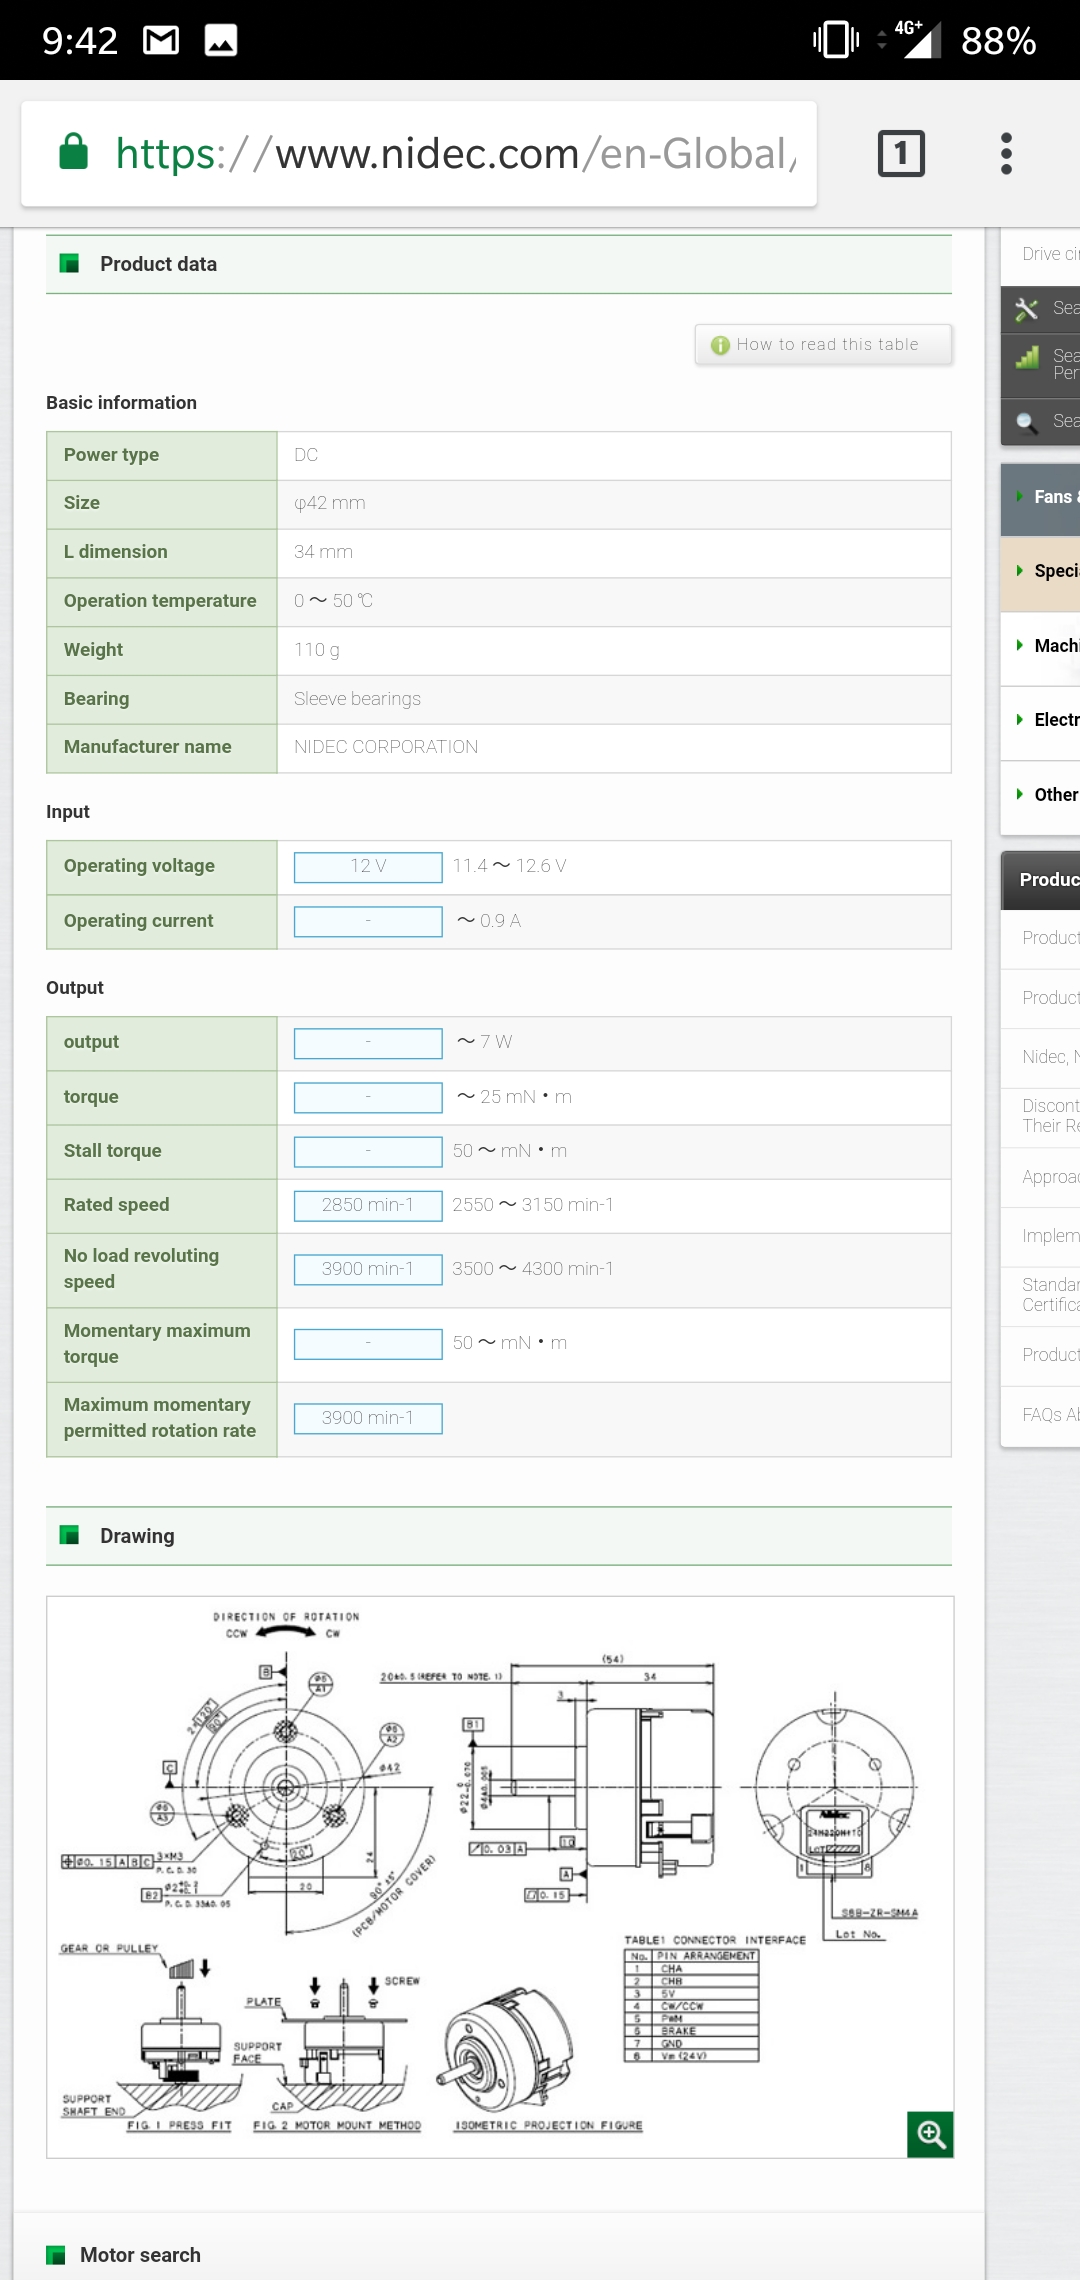 9:42
4G+
88%
https://www.nidec.com/en-Global/
1
Product data
How to read this table
Basic information
Power type DC
Size φ42 mm
L dimension 34 mm
Operation temperature 0 ～ 50 ℃
Weight 110 g
Bearing Sleeve bearings
Manufacturer name NIDEC CORPORATION
Input
Operating voltage 12 V 11.4 ～ 12.6 V
Operating current - ～ 0.9 A
Output
output - ～ 7 W
torque - ～ 25 mN・m
Stall torque - 50 ～ mN・m
Rated speed 2850 min-1 2550 ～ 3150 min-1
No load revoluting
speed
3900 min-1 3500 ～ 4300 min-1
Momentary maximum
torque
- 50 ～ mN・m
Maximum momentary
permitted rotation rate
3900 min-1
Drawing
DIRECTION OF ROTATION
CCW CW
B
20±0.5 (REFER TO NOTE. 1)
(54)
34
3
B1
C
φ42
A2
A3
3×M3
P.C.D. 30
φ0.15 A B C
B2
P.C.D. 33±0.05
20
24
(PCB/MOTOR COVER)
0.03 A
10
A
0.15
Nidec
1 8
S8B-ZR-SM4A
Lot No.
TABLE1 CONNECTOR INTERFACE
No. PIN ARRANGEMENT
1 CHA
2 CHB
3 5V
4 CW/CCW
5 PWM
6 BRAKE
7 GND
8 Vm (24V)
GEAR OR PULLEY
PLATE
SCREW
SUPPORT
FACE
SUPPORT
SHAFT END
CAP
FIG. 1 PRESS FIT
FIG. 2 MOTOR MOUNT METHOD
ISOMETRIC PROJECTION FIGURE
Motor search
Drive ci
Sea
Sea
Per
Sea
Fans &
Speci
Machi
Electr
Other
Produc
Product
Product
Nidec, N
Discont
Their Re
Approa
Implem
Standar
Certifica
Product
FAQs Ab